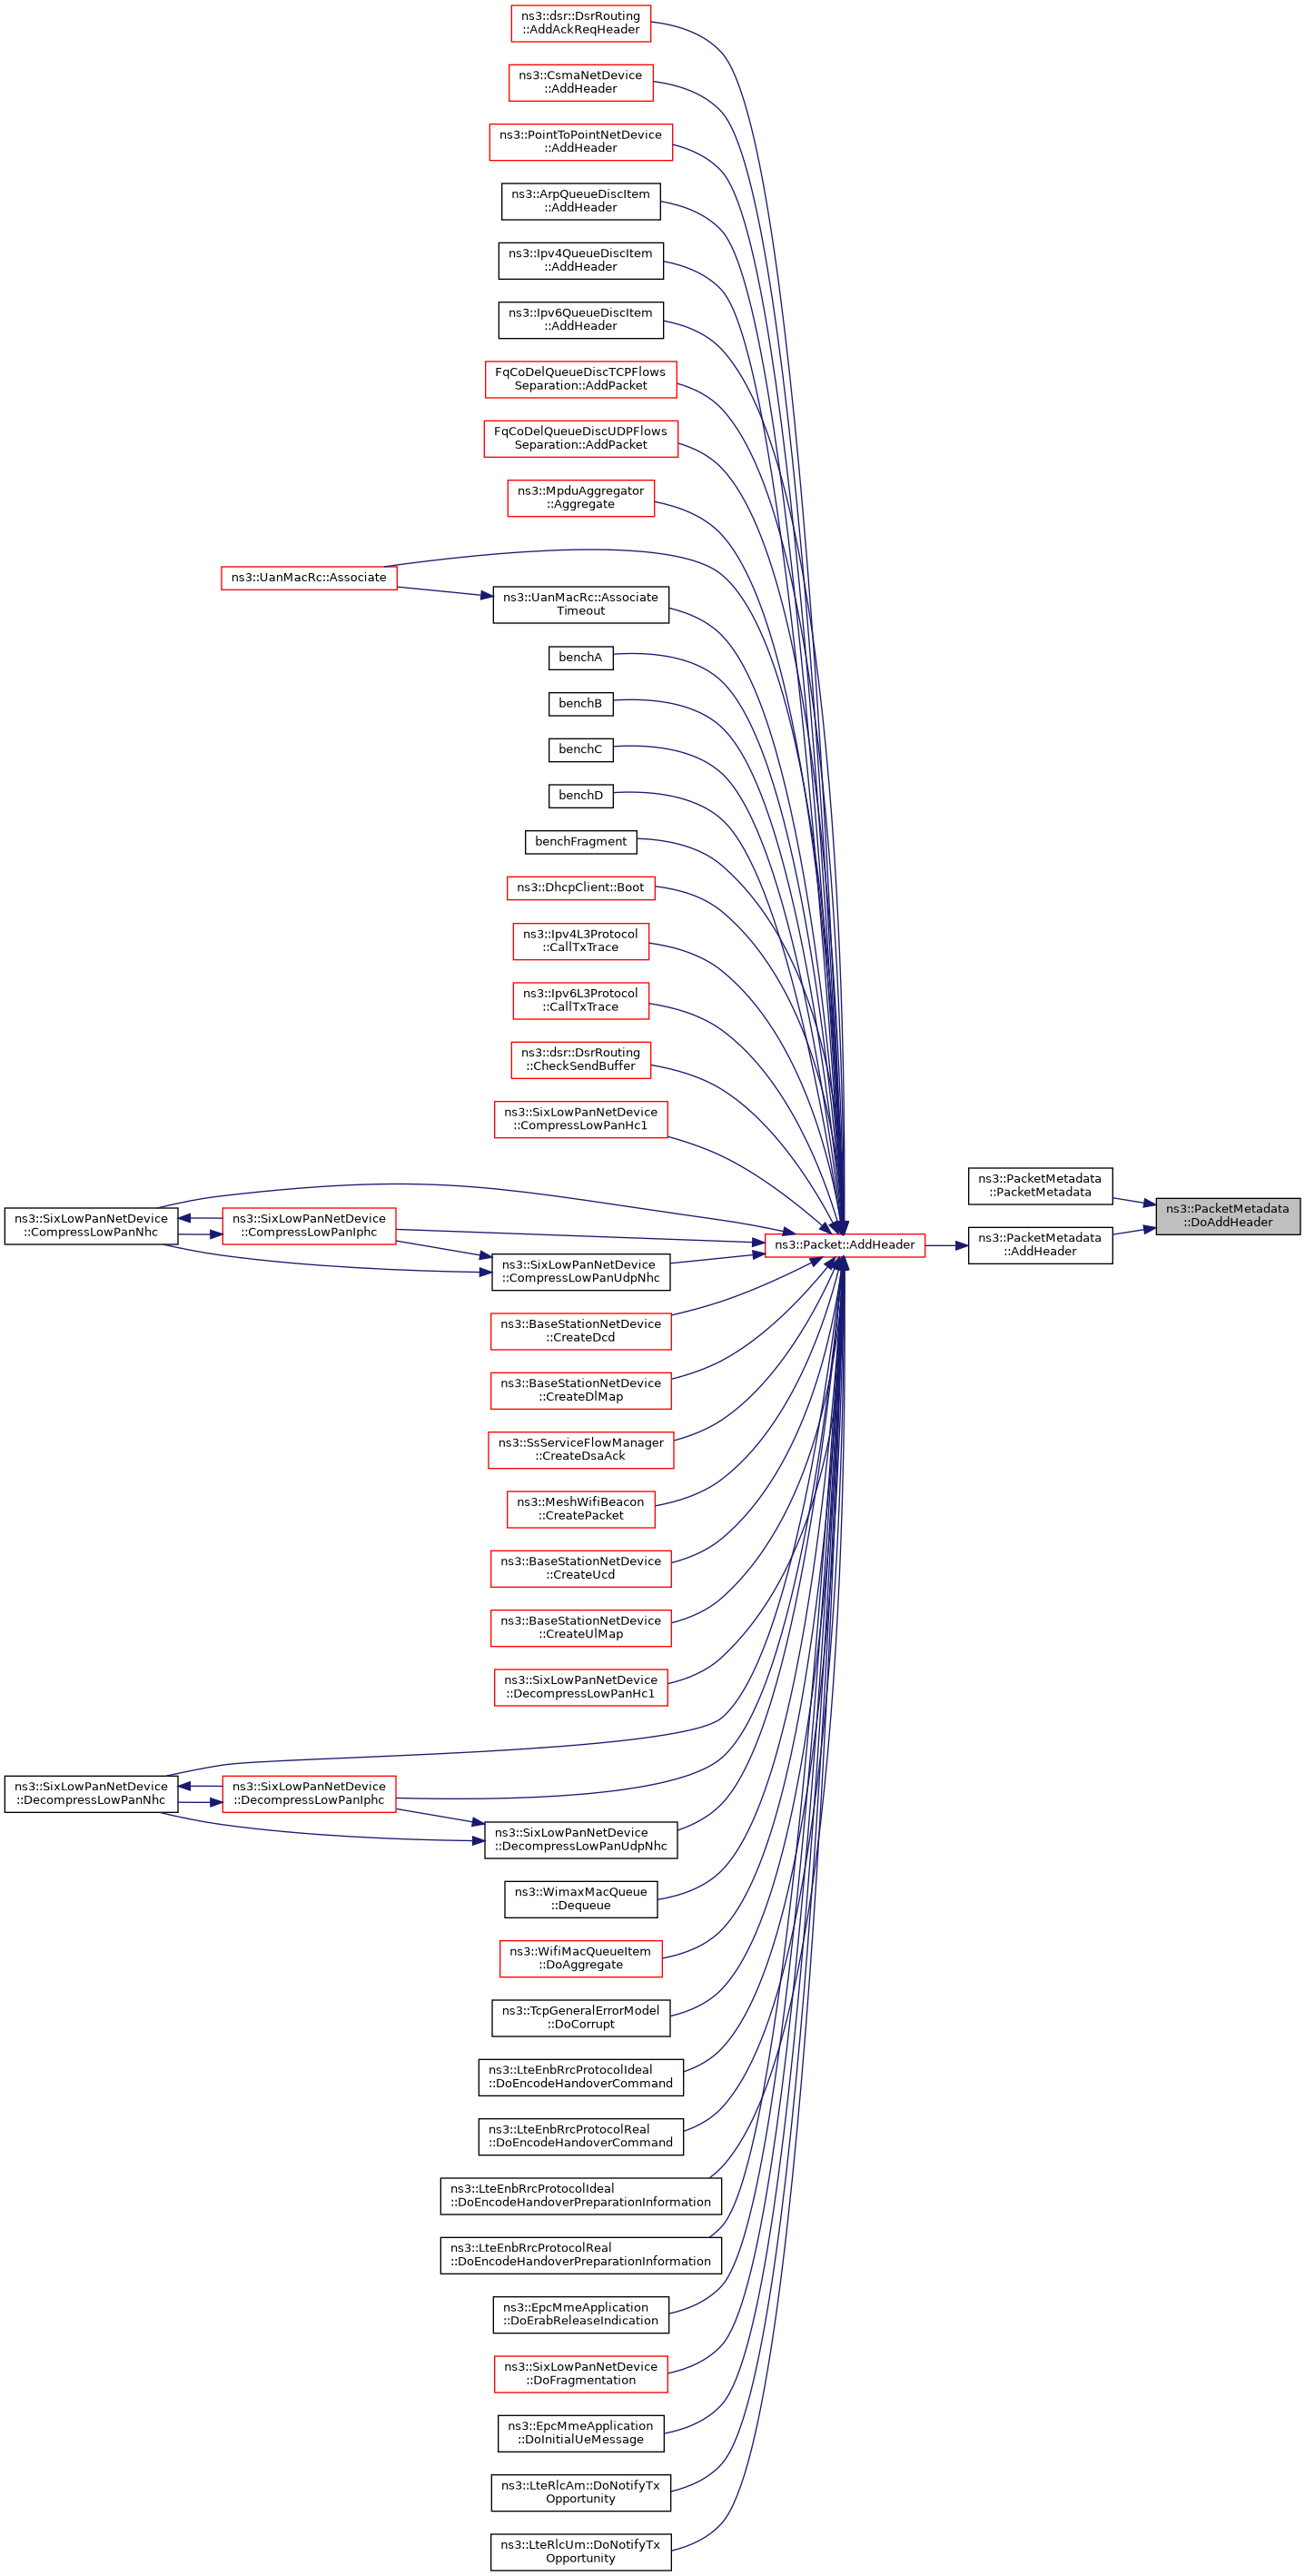 ns3::dsr::DsrRouting
::AddAckReqHeader
ns3::CsmaNetDevice
::AddHeader
ns3::PointToPointNetDevice
::AddHeader
ns3::ArpQueueDiscItem
::AddHeader
ns3::Ipv4QueueDiscItem
::AddHeader
ns3::Ipv6QueueDiscItem
::AddHeader
FqCoDelQueueDiscTCPFlows
Separation::AddPacket
FqCoDelQueueDiscUDPFlows
Separation::AddPacket
ns3::MpduAggregator
::Aggregate
ns3::UanMacRc::Associate
ns3::UanMacRc::Associate
Timeout
benchA
benchB
benchC
benchD
benchFragment
ns3::DhcpClient::Boot
ns3::Ipv4L3Protocol
::CallTxTrace
ns3::Ipv6L3Protocol
::CallTxTrace
ns3::dsr::DsrRouting
::CheckSendBuffer
ns3::SixLowPanNetDevice
::CompressLowPanHc1
ns3::SixLowPanNetDevice
::CompressLowPanNhc
ns3::SixLowPanNetDevice
::CompressLowPanIphc
ns3::SixLowPanNetDevice
::CompressLowPanUdpNhc
ns3::Packet::AddHeader
ns3::PacketMetadata
::PacketMetadata
ns3::PacketMetadata
::AddHeader
ns3::PacketMetadata
::DoAddHeader
ns3::BaseStationNetDevice
::CreateDcd
ns3::BaseStationNetDevice
::CreateDlMap
ns3::SsServiceFlowManager
::CreateDsaAck
ns3::MeshWifiBeacon
::CreatePacket
ns3::BaseStationNetDevice
::CreateUcd
ns3::BaseStationNetDevice
::CreateUlMap
ns3::SixLowPanNetDevice
::DecompressLowPanHc1
ns3::SixLowPanNetDevice
::DecompressLowPanNhc
ns3::SixLowPanNetDevice
::DecompressLowPanIphc
ns3::SixLowPanNetDevice
::DecompressLowPanUdpNhc
ns3::WimaxMacQueue
::Dequeue
ns3::WifiMacQueueItem
::DoAggregate
ns3::TcpGeneralErrorModel
::DoCorrupt
ns3::LteEnbRrcProtocolIdeal
::DoEncodeHandoverCommand
ns3::LteEnbRrcProtocolReal
::DoEncodeHandoverCommand
ns3::LteEnbRrcProtocolIdeal
::DoEncodeHandoverPreparationInformation
ns3::LteEnbRrcProtocolReal
::DoEncodeHandoverPreparationInformation
ns3::EpcMmeApplication
::DoErabReleaseIndication
ns3::SixLowPanNetDevice
::DoFragmentation
ns3::EpcMmeApplication
::DoInitialUeMessage
ns3::LteRlcAm::DoNotifyTx
Opportunity
ns3::LteRlcUm::DoNotifyTx
Opportunity